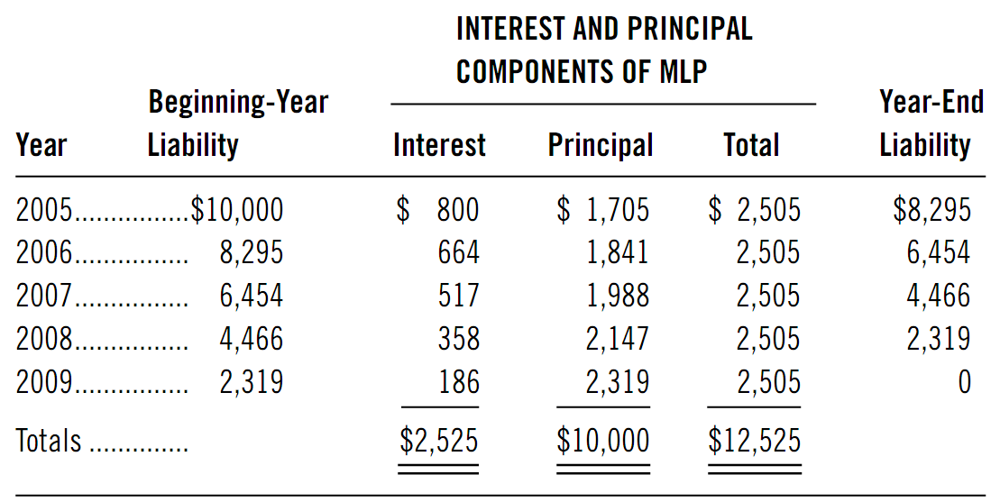 INTEREST AND PRINCIPAL
COMPONENTS OF MLP
Beginning-Year Year-End
Year Liability Interest Principal Total Liability
2005................$10,000 $ 800 $ 1,705 $ 2,505 $8,295
2006................ 8,295 664 1,841 2,505 6,454
2007................ 6,454 517 1,988 2,505 4,466
2008................ 4,466 358 2,147 2,505 2,319
2009................ 2,319 186 2,319 2,505 0
Totals .............. $2,525 $10,000 $12,525